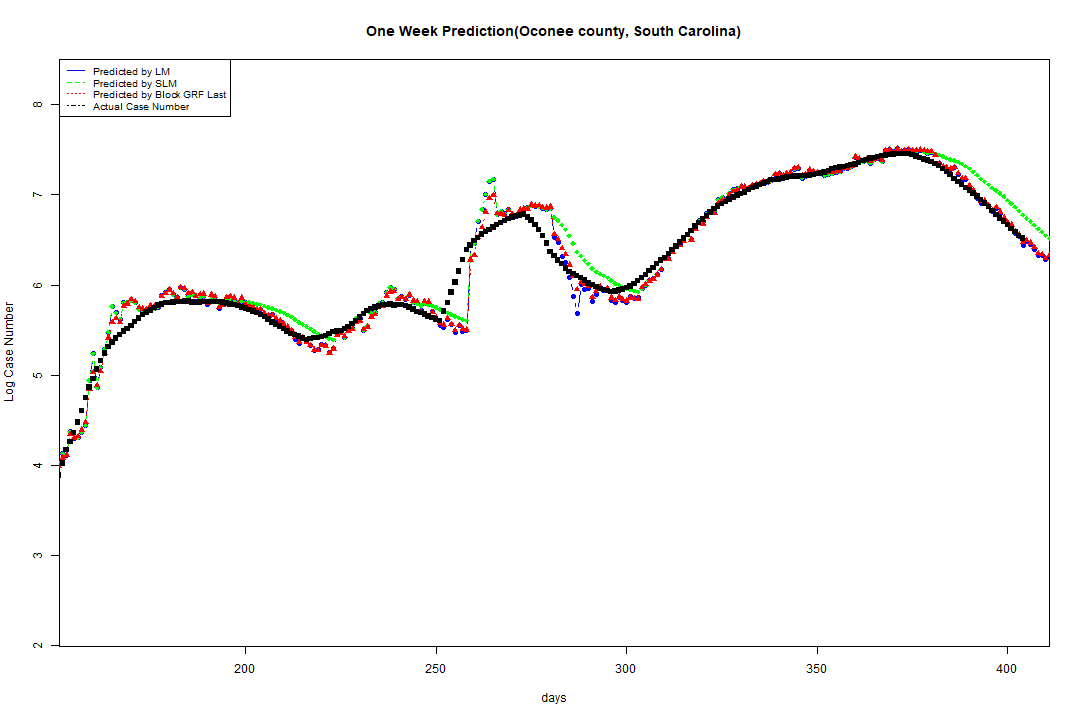 One Week Prediction(Oconee county, South Carolina)
Predicted by LM
Predicted by SLM
Predicted by Block GRF Last
Actual Case Number
8
7
6
5
4
3
2
Log Case Number
200 250 300 350 400
days